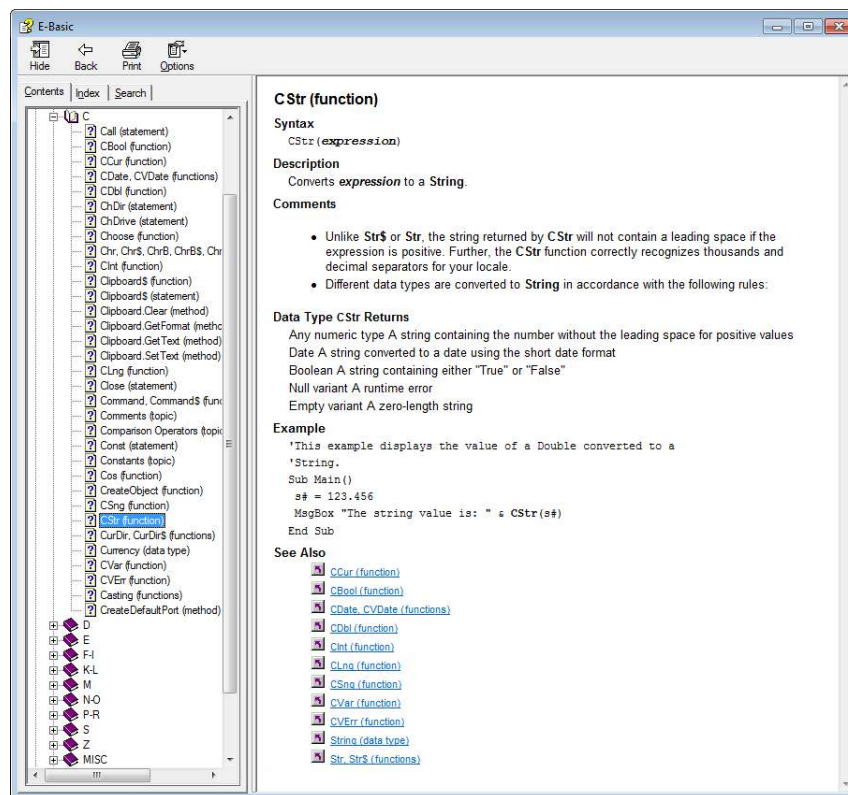 E-Basic
Hide Back Print Options
Contents Index Search
C
Call (statement)
CBool (function)
CCur (function)
CDate, CVDate (functions)
CDbl (function)
ChDir (statement)
ChDrive (statement)
Choose (function)
Chr, Chr$, ChrB, ChrB$, Chr
CInt (function)
Clipboard$ (function)
Clipboard$ (statement)
Clipboard.Clear (method)
Clipboard.GetFormat (methc
Clipboard.GetText (method)
Clipboard.SetText (method)
CLng (function)
Close (statement)
Command, Command$ (func
Comments (topic)
Comparison Operators (topic
Const (statement)
Constants (topic)
Cos (function)
CreateObject (function)
CSng (function)
CStr (function)
CurDir, CurDir$ (functions)
Currency (data type)
CVar (function)
CVErr (function)
Casting (functions)
CreateDefaultPort (method)
D
E
F-I
K-L
M
N-O
P-R
S
Z
MISC
CStr (function)
Syntax
CStr(expression)
Description
Converts expression to a String.
Comments
• Unlike Str$ or Str, the string returned by CStr will not contain a leading space if the
expression is positive. Further, the CStr function correctly recognizes thousands and
decimal separators for your locale.
• Different data types are converted to String in accordance with the following rules:
Data Type CStr Returns
Any numeric type A string containing the number without the leading space for positive values
Date A string converted to a date using the short date format
Boolean A string containing either "True" or "False"
Null variant A runtime error
Empty variant A zero-length string
Example
'This example displays the value of a Double converted to a
'String.
Sub Main()
s# = 123.456
MsgBox "The string value is: " & CStr(s#)
End Sub
See Also
CCur (function)
CBool (function)
CDate, CVDate (functions)
CDbl (function)
CInt (function)
CLng (function)
CSng (function)
CVar (function)
CVErr (function)
String (data type)
Str, Str$ (functions)